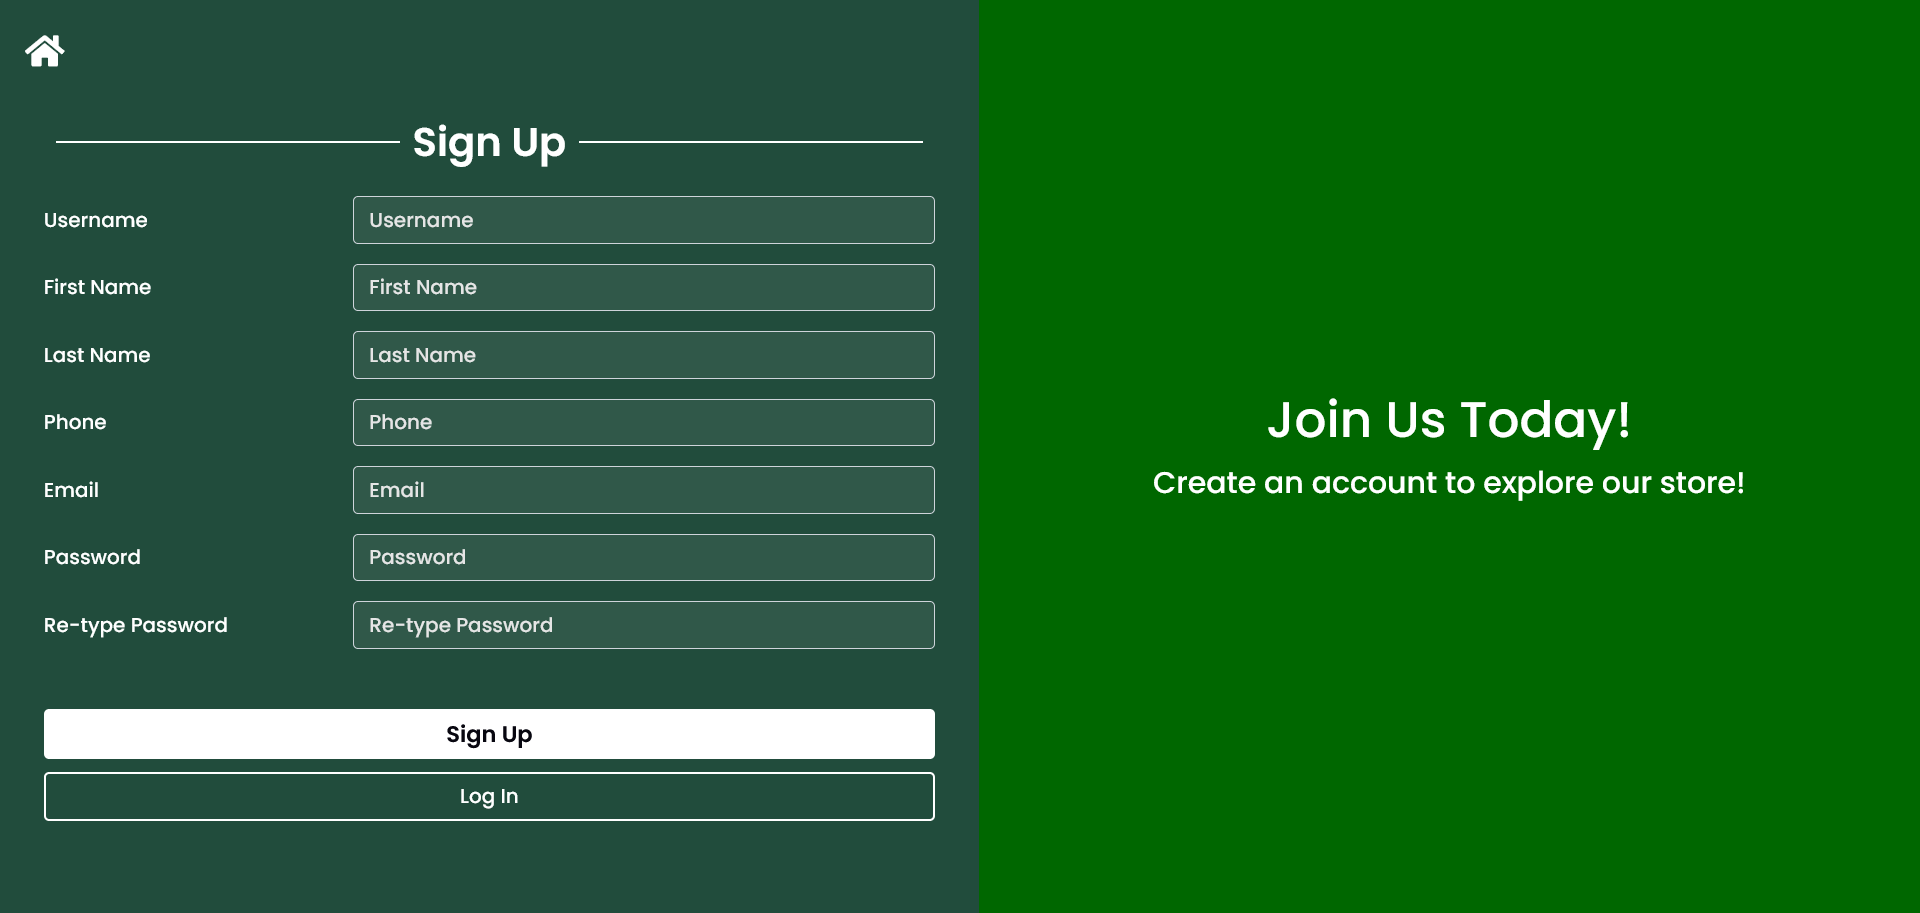 Sign Up
Username Username
First Name First Name
Last Name Last Name
Phone Phone
Email Email
Password Password
Re-type Password Re-type Password
Sign Up
Log In
Join Us Today!
Create an account to explore our store!